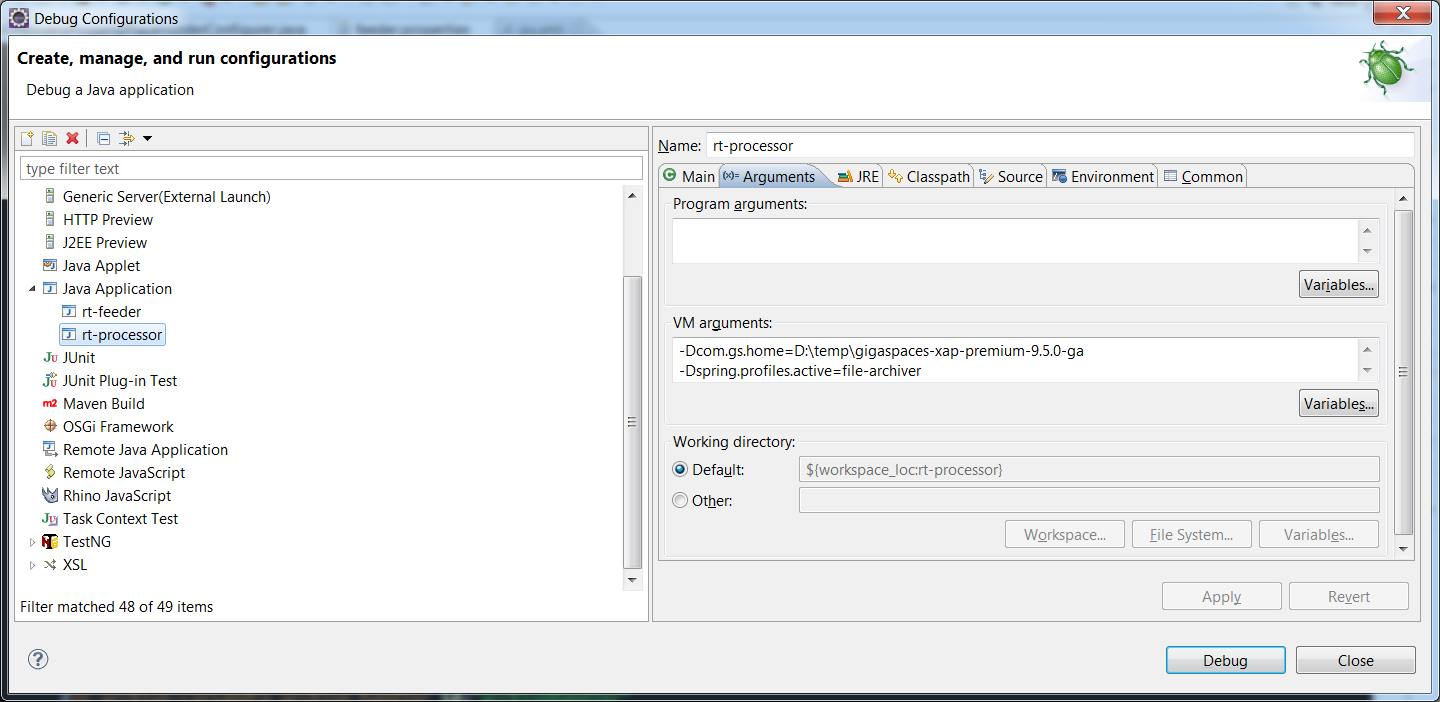 Debug Configurations
Create, manage, and run configurations
Debug a Java application
type filter text
Generic Server(External Launch)
HTTP Preview
J2EE Preview
Java Applet
Java Application
rt-feeder
rt-processor
JUnit
JUnit Plug-in Test
Maven Build
OSGi Framework
Remote Java Application
Remote JavaScript
Rhino JavaScript
Task Context Test
TestNG
XSL
Filter matched 48 of 49 items
Name: rt-processor
Main Arguments JRE Classpath Source Environment Common
Program arguments:
Variables...
VM arguments:
-Dcom.gs.home=D:\temp\gigaspaces-xap-premium-9.5.0-ga
-Dspring.profiles.active=file-archiver
Variables...
Working directory:
Default: ${workspace_loc:rt-processor}
Other:
Workspace... File System... Variables...
Apply Revert
Debug Close